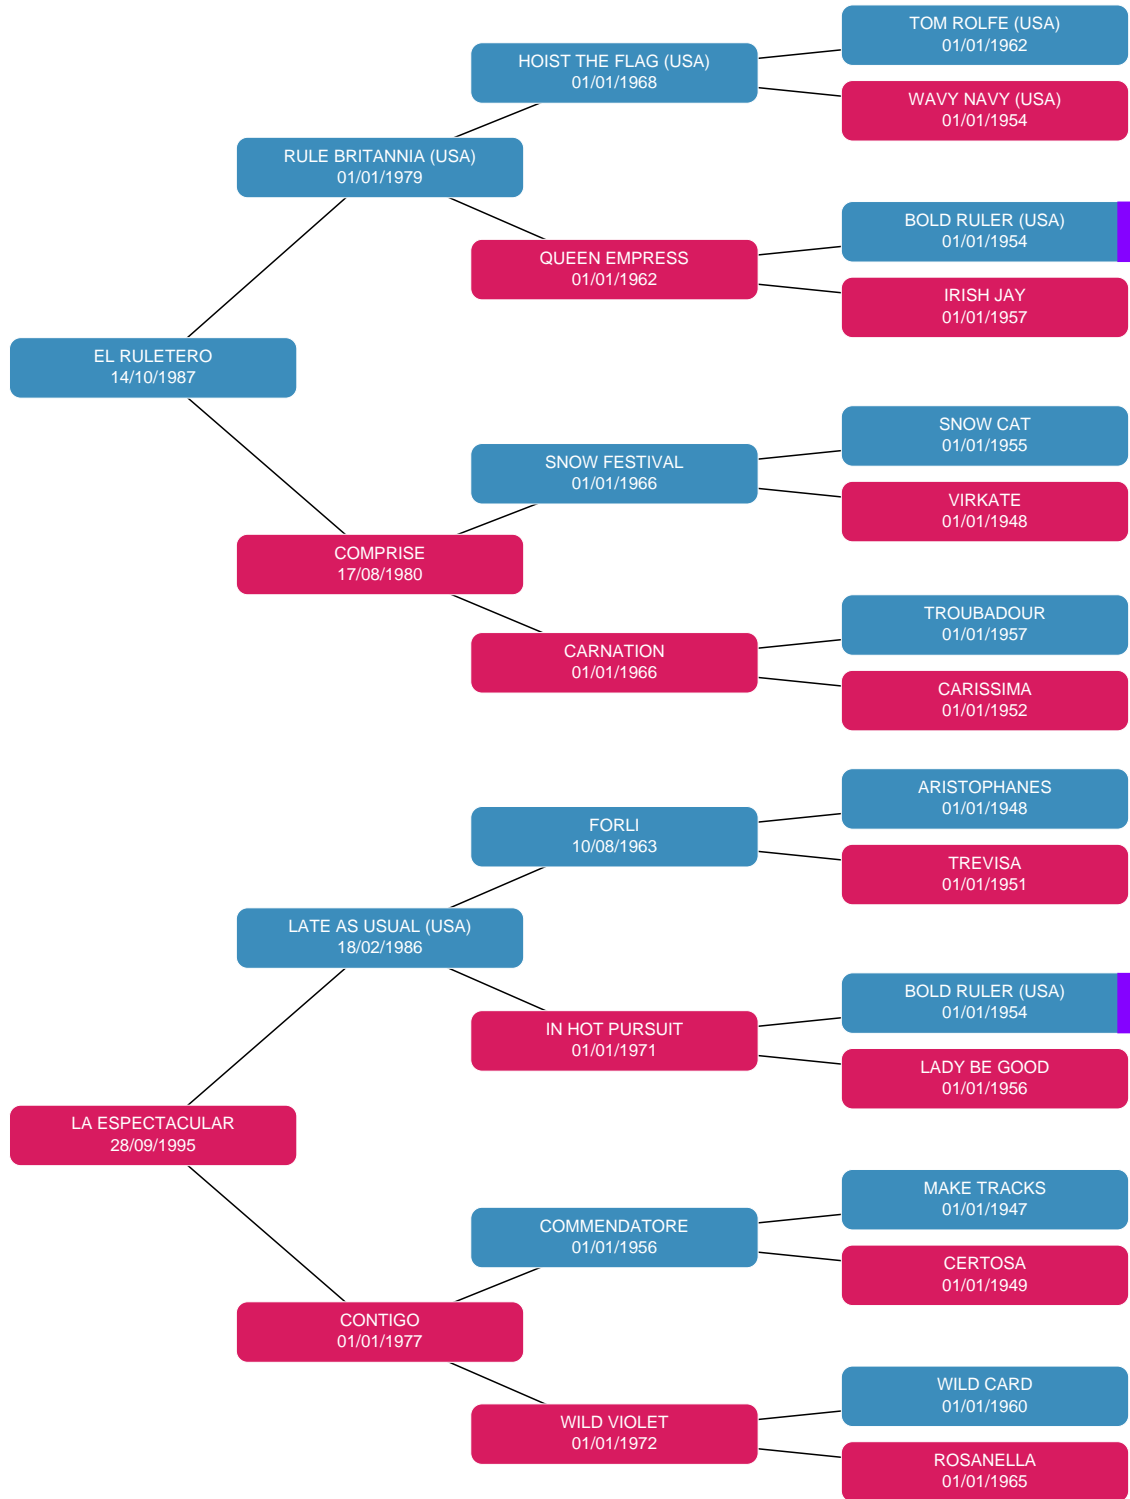 TOM ROLFE (USA)
01/01/1962
HOIST THE FLAG (USA)
01/01/1968
WAVY NAVY (USA)
01/01/1954
RULE BRITANNIA (USA)
01/01/1979
BOLD RULER (USA)
01/01/1954
QUEEN EMPRESS
01/01/1962
IRISH JAY
01/01/1957
EL RULETERO
14/10/1987
SNOW CAT
01/01/1955
SNOW FESTIVAL
01/01/1966
VIRKATE
01/01/1948
COMPRISE
17/08/1980
TROUBADOUR
01/01/1957
CARNATION
01/01/1966
CARISSIMA
01/01/1952
ARISTOPHANES
01/01/1948
FORLI
10/08/1963
TREVISA
01/01/1951
LATE AS USUAL (USA)
18/02/1986
BOLD RULER (USA)
01/01/1954
IN HOT PURSUIT
01/01/1971
LADY BE GOOD
01/01/1956
LA ESPECTACULAR
28/09/1995
MAKE TRACKS
01/01/1947
COMMENDATORE
01/01/1956
CERTOSA
01/01/1949
CONTIGO
01/01/1977
WILD CARD
01/01/1960
WILD VIOLET
01/01/1972
ROSANELLA
01/01/1965